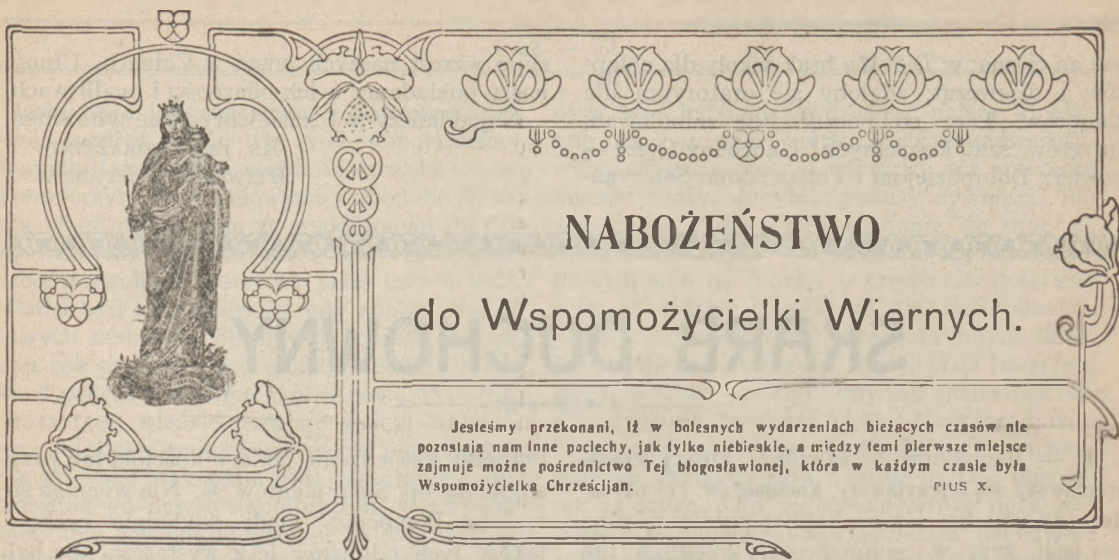 NABOŻEŃSTWO
do Wspomożycielki Wiernych.
Jesteśmy przekonani, iż w bolesnych wydarzeniach bieżących czasów nie
pozostają nam inne pociechy, jak tylko niebieskie, a między temi pierwsze miejsce
zajmuje możne pośrednictwo Tej błogosławionej, która w każdym czasie była
Wspomożycielką Chrześcijan. PIUS X.